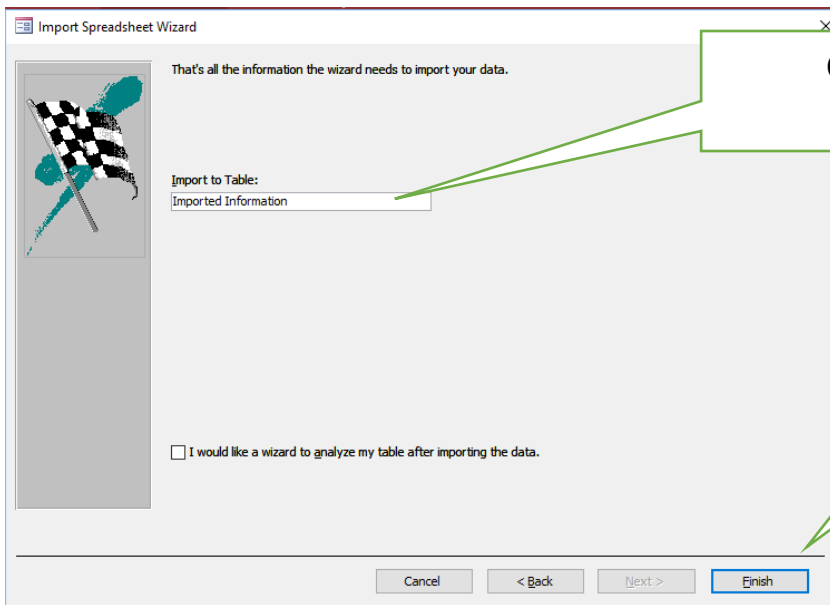 Import Spreadsheet Wizard
That's all the information the wizard needs to import your data.
Import to Table:
Imported Information
I would like a wizard to analyze my table after importing the data.
Cancel
< Back
Next >
Finish